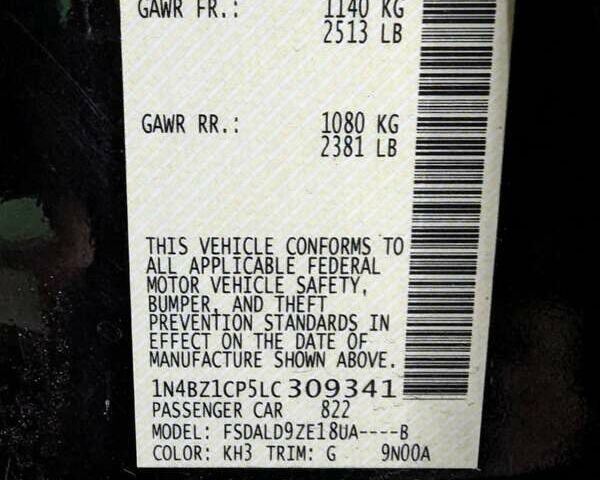 GAWR FR.: 1140 KG
2513 LB
GAWR RR.: 1080 KG
2381 LB
THIS VEHICLE CONFORMS TO
ALL APPLICABLE FEDERAL
MOTOR VEHICLE SAFETY,
BUMPER, AND THEFT
PREVENTION STANDARDS IN
EFFECT ON THE DATE OF
MANUFACTURE SHOWN ABOVE.
1N4BZ1CP5LC309341
PASSENGER CAR 822
MODEL: FSDALD9ZE18UA----B
COLOR: KH3 TRIM: G 9N00A